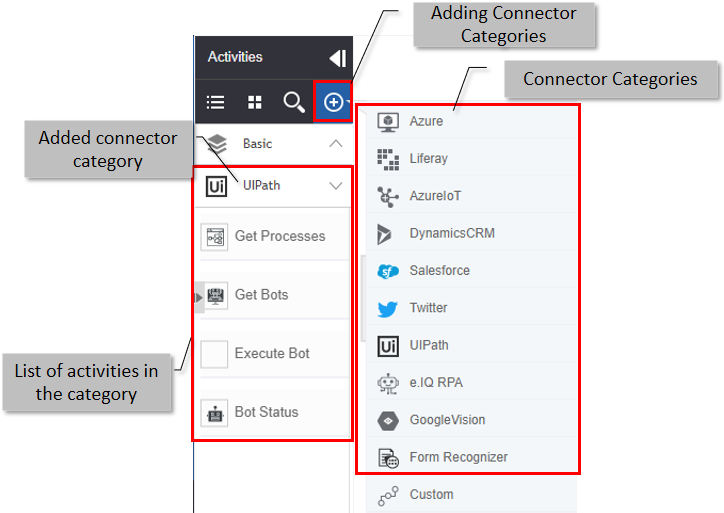 Adding Connector
Categories
Activities
Connector Categories
Added connector
category
Basic
UIPath
Get Processes
Get Bots
Execute Bot
Bot Status
List of activities in
the category
Azure
Liferay
AzureIoT
DynamicsCRM
Salesforce
Twitter
UIPath
e.IQ RPA
GoogleVision
Form Recognizer
Custom